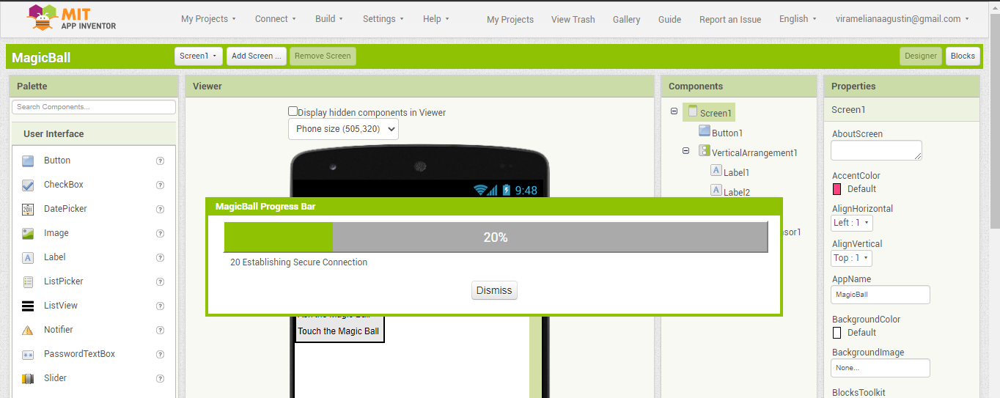 MIT
APP INVENTOR
My Projects Connect Build Settings Help My Projects View Trash Gallery Guide Report an Issue English viramelianaagustin@gmail.com
MagicBall Screen1 Add Screen ... Remove Screen Designer Blocks
Palette
Search Components...
User Interface
Button
CheckBox
DatePicker
Image
Label
ListPicker
ListView
Notifier
PasswordTextBox
Slider
Viewer
Display hidden components in Viewer
Phone size (505,320)
9:48
MagicBall Progress Bar
20%
20 Establishing Secure Connection
Dismiss
Touch the Magic Ball
Components
Screen1
Button1
VerticalArrangement1
Label1
Label2
sor1
Properties
Screen1
AboutScreen
AccentColor
Default
AlignHorizontal
Left : 1
AlignVertical
Top : 1
AppName
MagicBall
BackgroundColor
Default
BackgroundImage
None...
BlocksToolkit